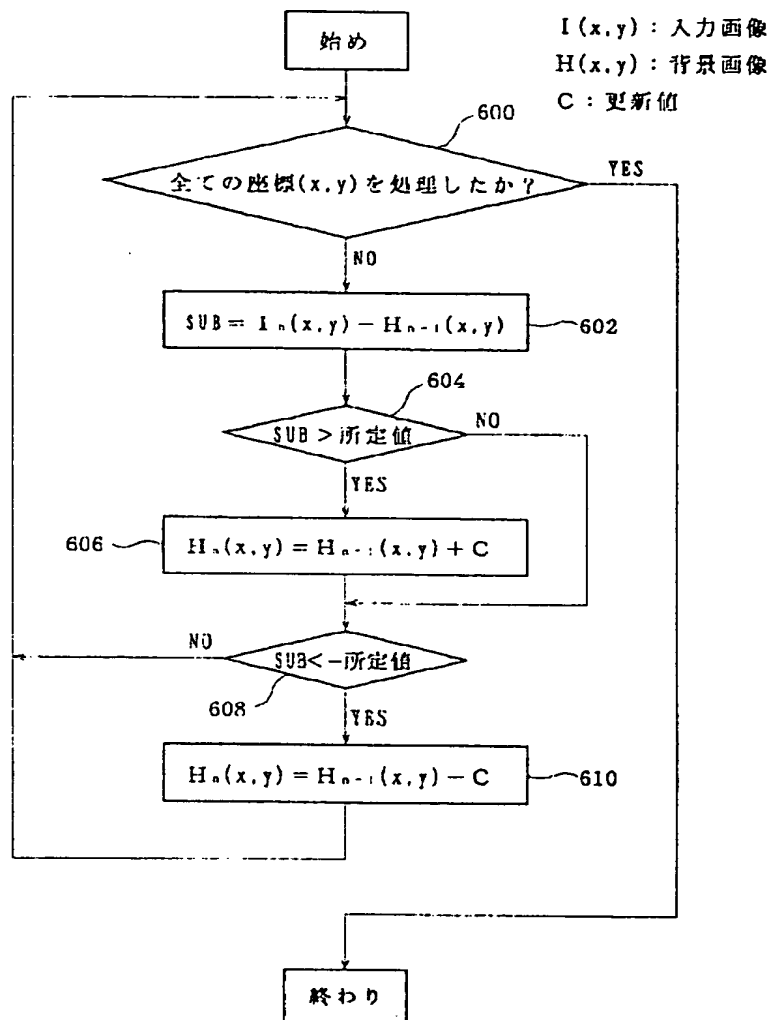 始め
I(x,y):入力画像
H(x,y):背景画像
C:更新値
600
全ての座標(x,y)を処理したか?
YES
NO
SUB=In(x,y)-Hn-1(x,y)
602
604
SUB>所定値
NO
YES
606
Hn(x,y)=Hn-1(x,y)+C
NO
SUB<-所定値
608
YES
Hn(x,y)=Hn-1(x,y)-C
610
終わり